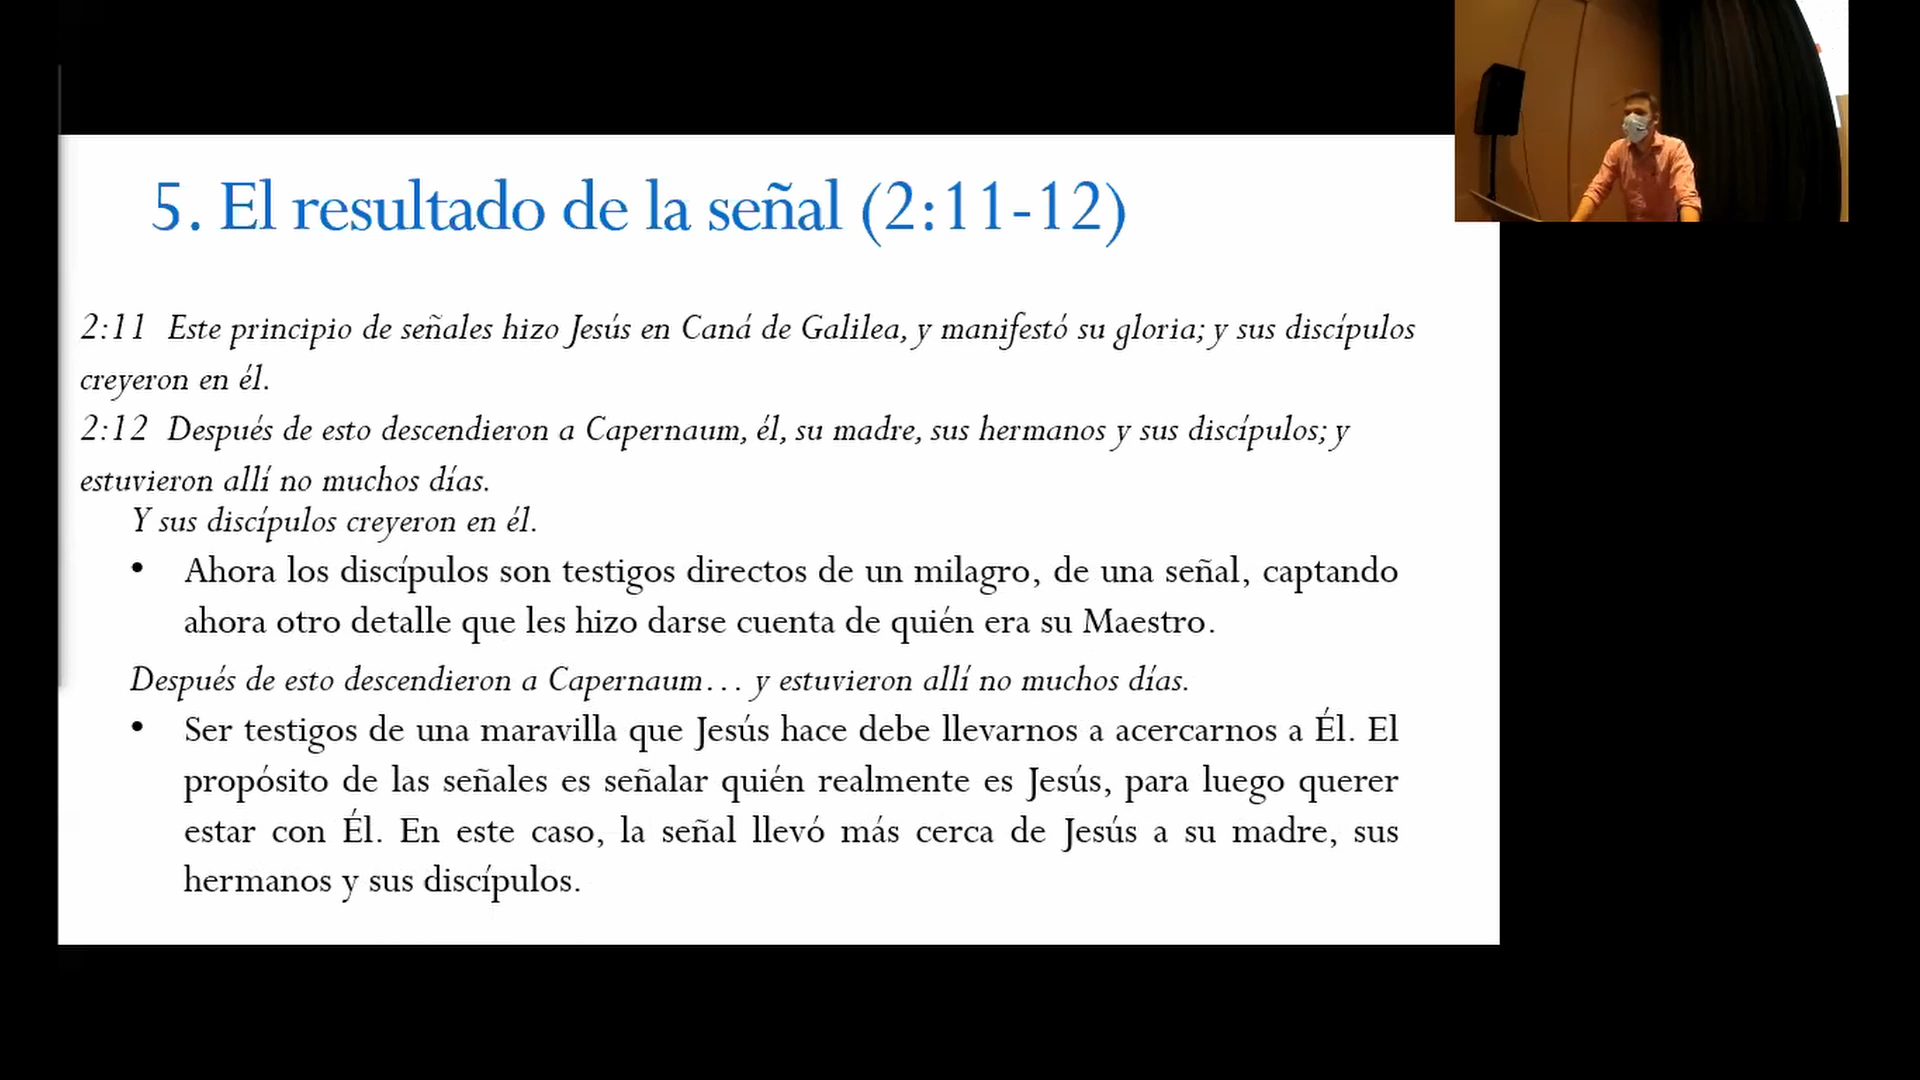 5. El resultado de la señal (2:11-12)
2:11 Este principio de señales hizo Jesús en Caná de Galilea, y manifestó su gloria; y sus discípulos
creyeron en él.
2:12 Después de esto descendieron a Capernaum, él, su madre, sus hermanos y sus discípulos; y
estuvieron allí no muchos días.
Y sus discípulos creyeron en él.
• Ahora los discípulos son testigos directos de un milagro, de una señal, captando
ahora otro detalle que les hizo darse cuenta de quién era su Maestro.
Después de esto descendieron a Capernaum… y estuvieron allí no muchos días.
• Ser testigos de una maravilla que Jesús hace debe llevarnos a acercarnos a Él. El
propósito de las señales es señalar quién realmente es Jesús, para luego querer
estar con Él. En este caso, la señal llevó más cerca de Jesús a su madre, sus
hermanos y sus discípulos.